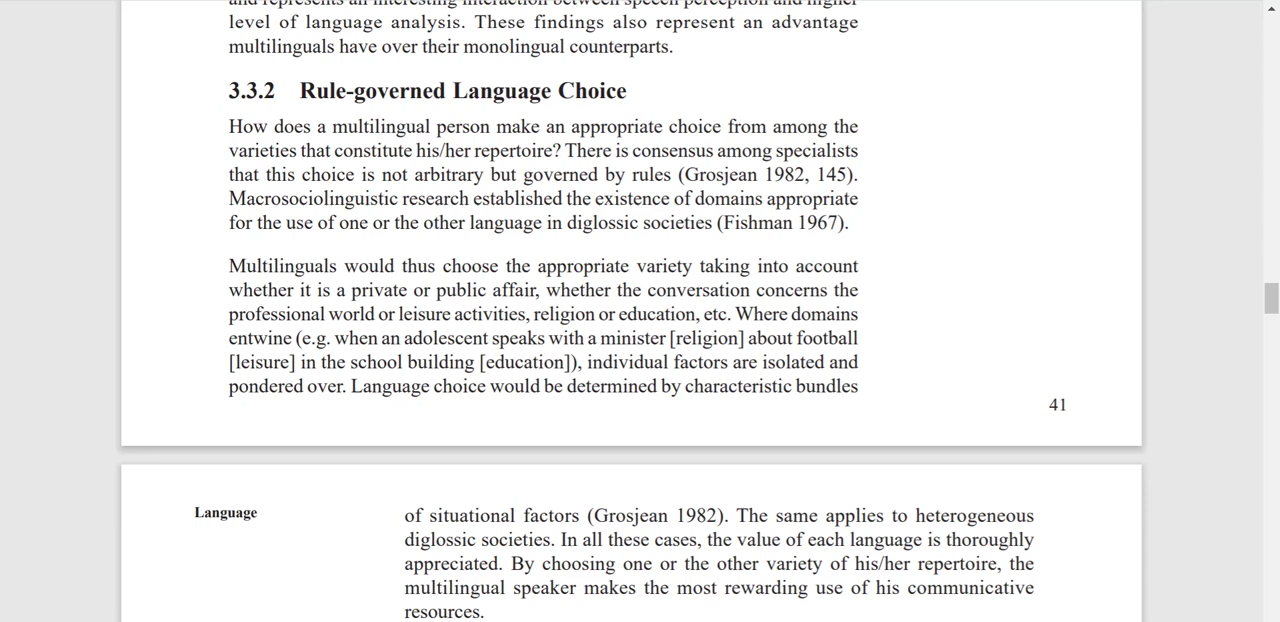 level of language analysis. These findings also represent an advantage
multilinguals have over their monolingual counterparts.
3.3.2 Rule-governed Language Choice
How does a multilingual person make an appropriate choice from among the
varieties that constitute his/her repertoire? There is consensus among specialists
that this choice is not arbitrary but governed by rules (Grosjean 1982, 145).
Macrosociolinguistic research established the existence of domains appropriate
for the use of one or the other language in diglossic societies (Fishman 1967).
Multilinguals would thus choose the appropriate variety taking into account
whether it is a private or public affair, whether the conversation concerns the
professional world or leisure activities, religion or education, etc. Where domains
entwine (e.g. when an adolescent speaks with a minister [religion] about football
[leisure] in the school building [education]), individual factors are isolated and
pondered over. Language choice would be determined by characteristic bundles
41
Language
of situational factors (Grosjean 1982). The same applies to heterogeneous
diglossic societies. In all these cases, the value of each language is thoroughly
appreciated. By choosing one or the other variety of his/her repertoire, the
multilingual speaker makes the most rewarding use of his communicative
resources.